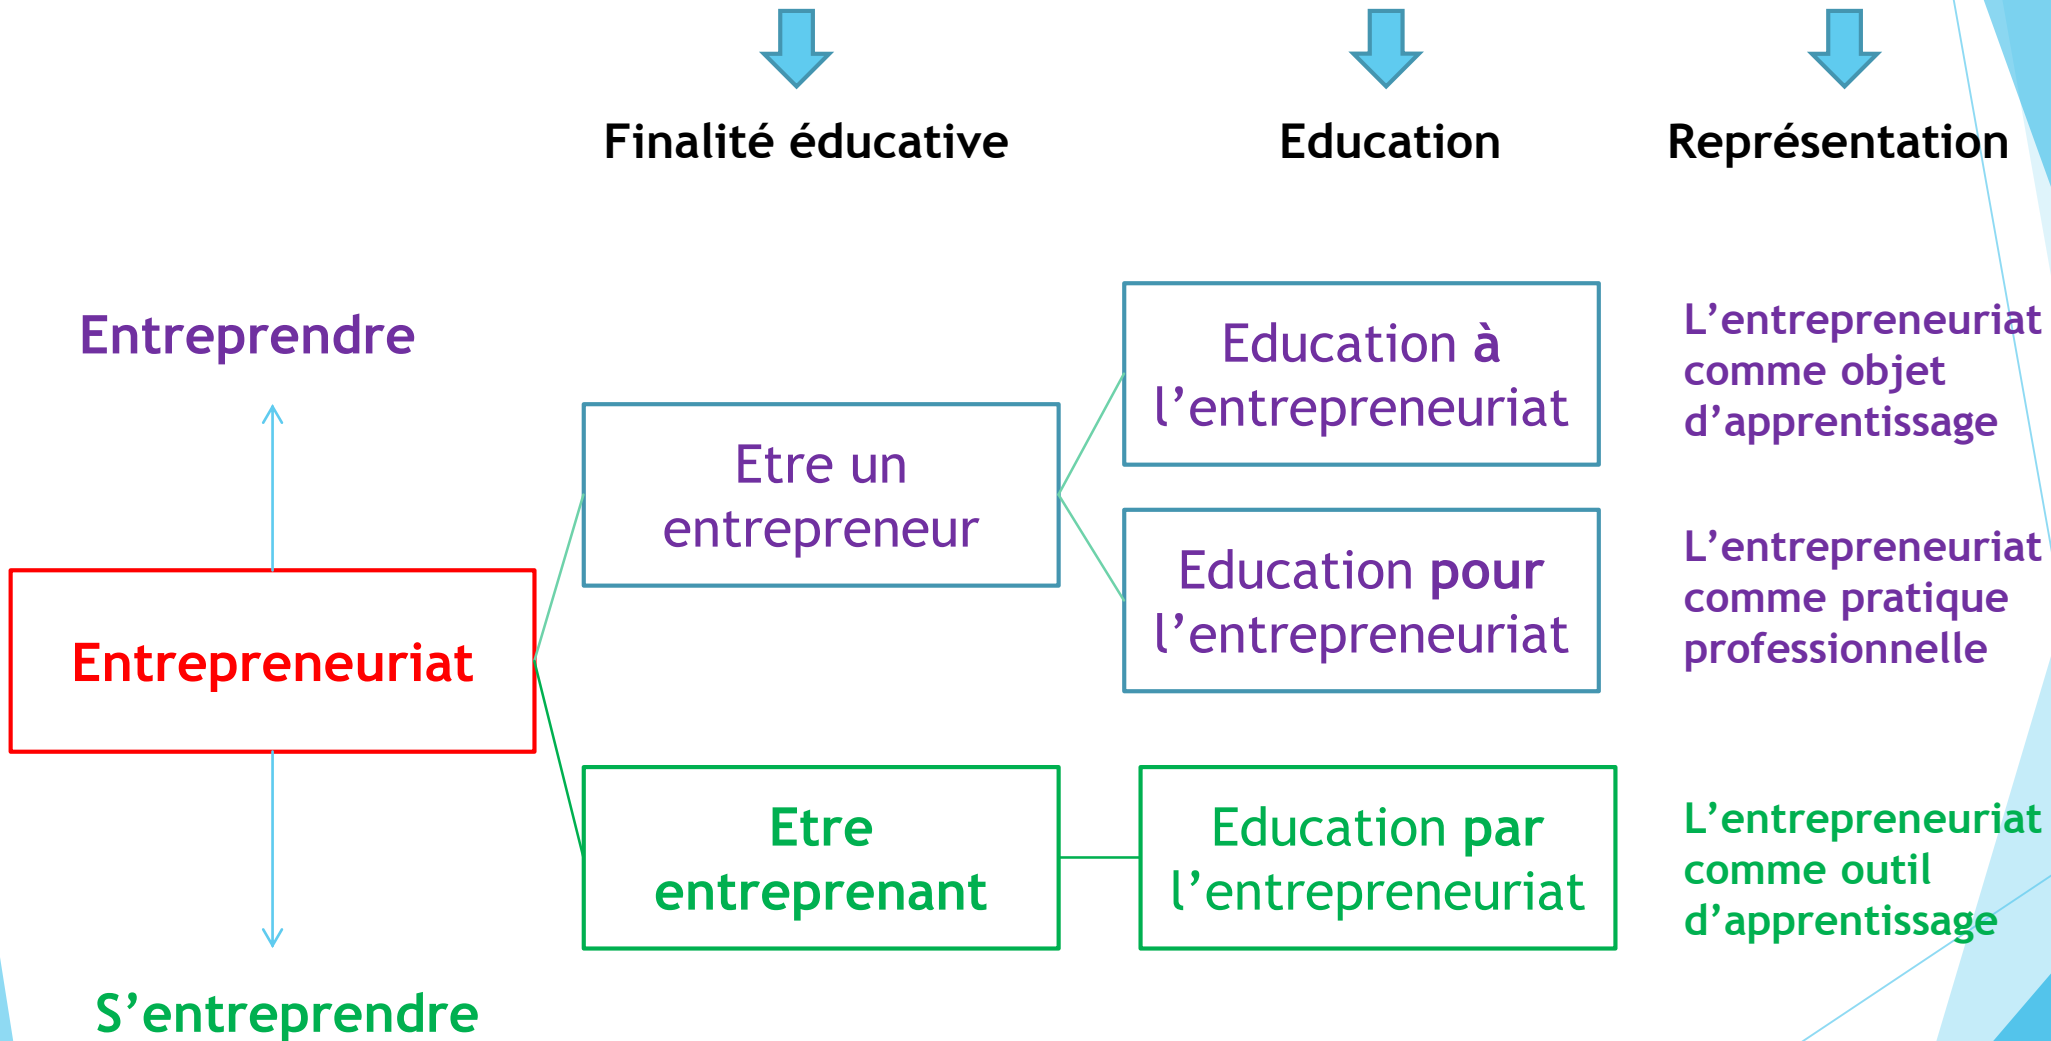 Finalité éducative
Education
Représentation
Entreprendre
Entrepreneuriat
S’entreprendre
Etre un
entrepreneur
Etre
entreprenant
Education à
l’entrepreneuriat
Education pour
l’entrepreneuriat
Education par
l’entrepreneuriat
L’entrepreneuriat
comme objet
d’apprentissage
L’entrepreneuriat
comme pratique
professionnelle
L’entrepreneuriat
comme outil
d’apprentissage